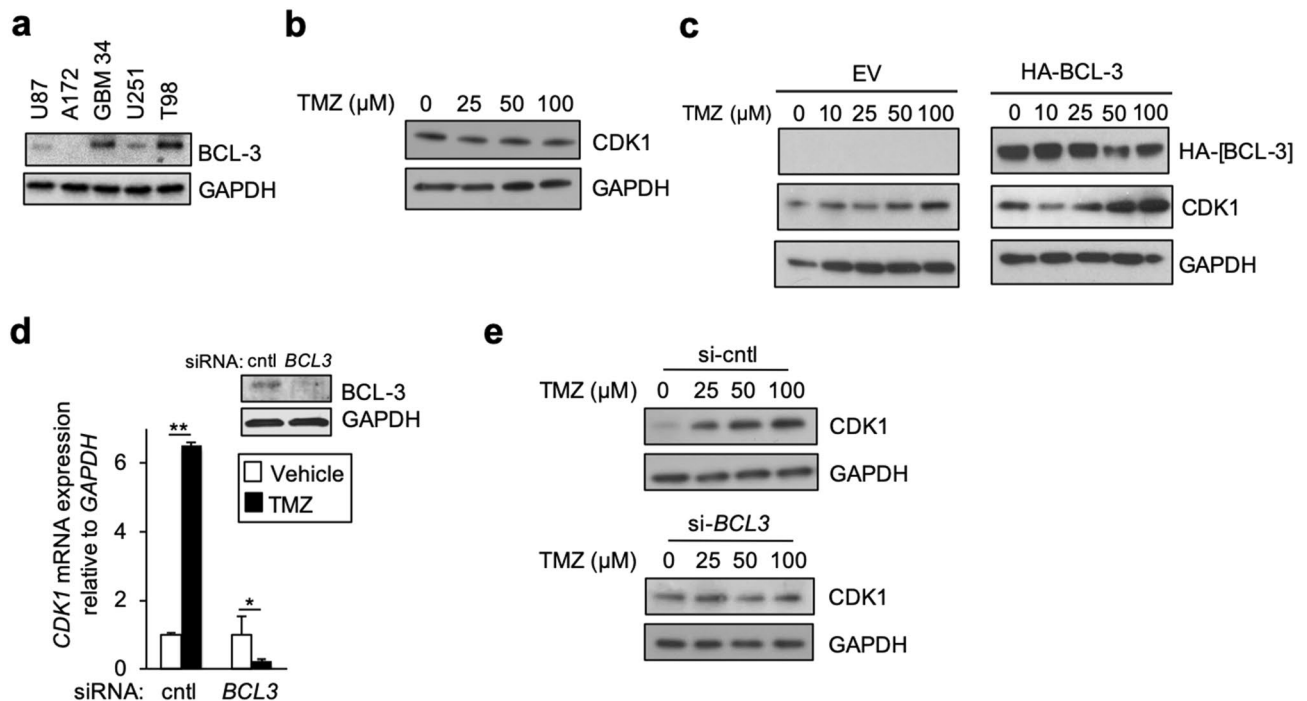 a
U87
A172
GBM 34
U251
T98
BCL-3
GAPDH
b
TMZ (µM) 0 25 50 100
CDK1
GAPDH
c
EV HA-BCL-3
TMZ (µM) 0 10 25 50 100 0 10 25 50 100
HA-[BCL-3]
CDK1
GAPDH
d
siRNA: cntl BCL3
BCL-3
GAPDH
Vehicle
TMZ
CDK1 mRNA expression
relative to GAPDH
6
4
2
0
**
*
siRNA: cntl BCL3
e
si-cntl
TMZ (µM) 0 25 50 100
CDK1
GAPDH
si-BCL3
TMZ (µM) 0 25 50 100
CDK1
GAPDH